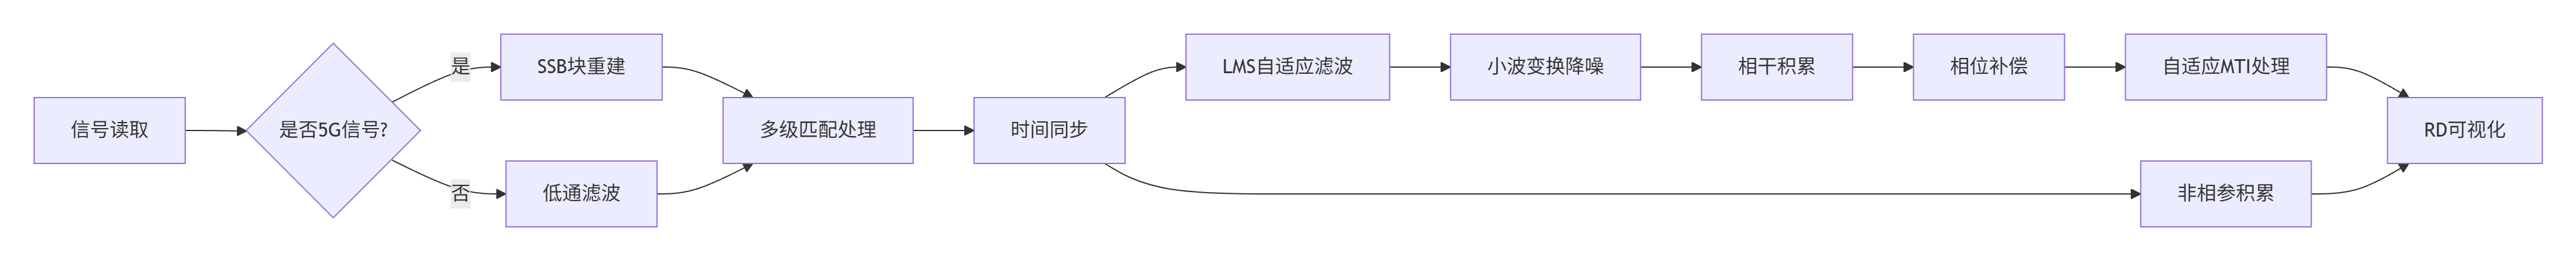 信号读取
是否5G信号?
是
否
SSB块重建
低通滤波
多级匹配处理
时间同步
LMS自适应滤波
小波变换降噪
相干积累
相位补偿
自适应MTI处理
非相参积累
RD可视化